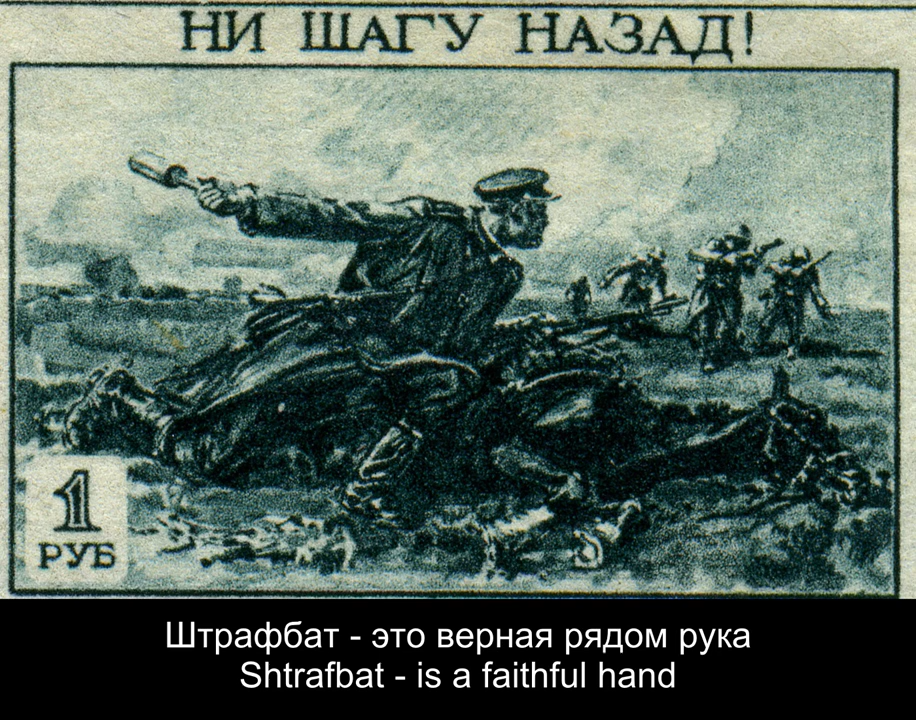 НИ ШАГУ НАЗАД!
1
РУБ
Штрафбат - это верная рядом рука
Shtrafbat - is a faithful hand